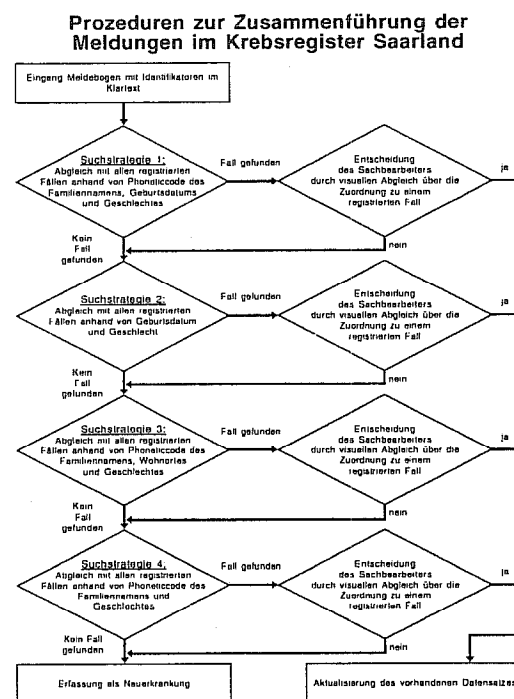 Prozeduren zur Zusammenführung der
Meldungen im Krebsregister Saarland
Eingang Meldebogen mit Identifikatoren im
Klartext
Suchstrategie 1:
Abgleich mit allen registrierten
Fällen anhand von Phoneticcode des
Familiennamens, Geburtsdatums
und Geschlechtes
Fall gefunden
Entscheidung
des Sachbearbeiters
durch visuellen Abgleich über die
Zuordnung zu einem
registrierten Fall
ja
Kein
Fall
gefunden
nein
Suchstrategie 2:
Abgleich mit allen registrierten
Fällen anhand von Geburtsdatum
und Geschlecht
Fall gefunden
Entscheidung
des Sachbearbeiters
durch visuellen Abgleich über die
Zuordnung zu einem
registrierten Fall
ja
Kein
Fall
gefunden
nein
Suchstrategie 3:
Abgleich mit allen registrierten
Fällen anhand von Phoneticcode des
Familiennamens, Wohnortes
und Geschlechtes
Fall gefunden
Entscheidung
des Sachbearbeiters
durch visuellen Abgleich über die
Zuordnung zu einem
registrierten Fall
ja
Kein
Fall
gefunden
nein
Suchstrategie 4:
Abgleich mit allen registrierten
Fällen anhand von Phoneticcode des
Familiennamens und
Geschlechtes
Fall gefunden
Entscheidung
des Sachbearbeiters
durch visuellen Abgleich über die
Zuordnung zu einem
registrierten Fall
ja
Kein Fall
gefunden
nein
Erfassung als Neuerkrankung
Aktualisierung des vorhandenen Datensatzes